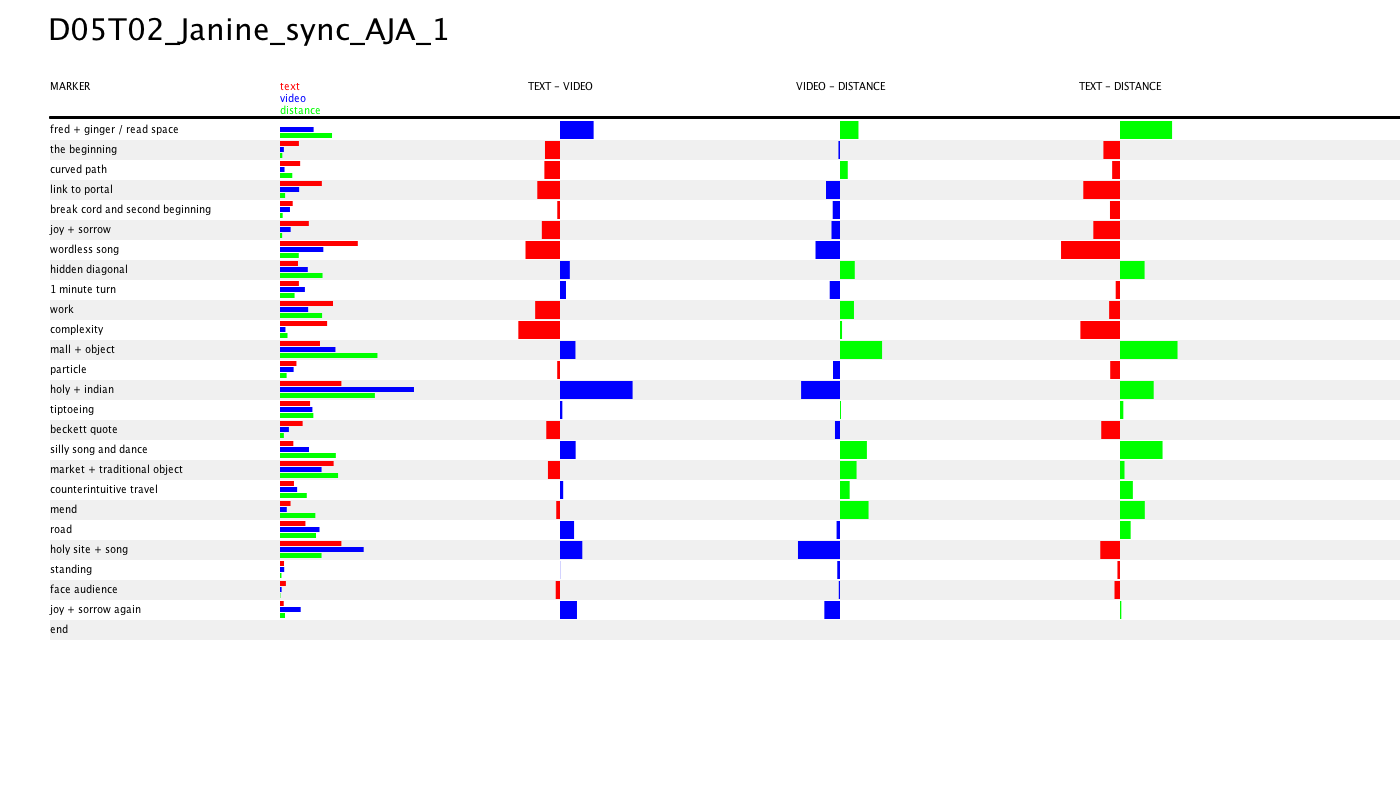 D05T02_Janine_sync_AJA_1
MARKER
text
video
distance
TEXT - VIDEO
VIDEO - DISTANCE
TEXT - DISTANCE
fred + ginger / read space
the beginning
curved path
link to portal
break cord and second beginning
joy + sorrow
wordless song
hidden diagonal
1 minute turn
work
complexity
mall + object
particle
holy + indian
tiptoeing
beckett quote
silly song and dance
market + traditional object
counterintuitive travel
mend
road
holy site + song
standing
face audience
joy + sorrow again
end